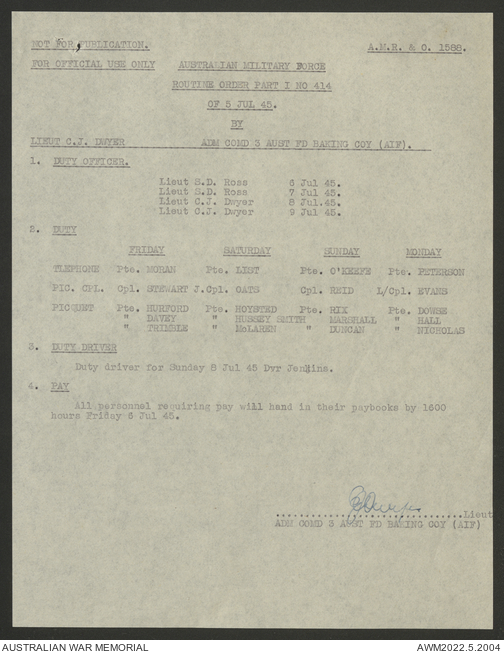 NOT FOR PUBLICATION. A.M.R. & O. 1588.
FOR OFFICIAL USE ONLY AUSTRALIAN MILITARY FORCE
ROUTINE ORDER PART I NO 414
OF 5 JUL 45.
BY
LIEUT C.J. DWYER ADM COMD 3 AUST FD BAKING COY (AIF).
1. DUTY OFFICER.
Lieut S.D. Ross 6 Jul 45.
Lieut S.D. Ross 7 Jul 45.
Lieut C.J. Dwyer 8 Jul.45.
Lieut C.J. Dwyer 9 Jul 45.
2. DUTY
FRIDAY SATURDAY SUNDAY MONDAY
TLEPHONE Pte. MORAN Pte. LIST Pte. O'KEEFE Pte. PETERSON
PIC. CPL. Cpl. STEWART J. Cpl. OATS Cpl. REID L/Cpl. EVANS
PICQUET Pte. HURFORD Pte. HOYSTED Pte. RIX Pte. DOWSE
" DAVEY " HUSSEY SMITH MARSHALL " HALL
" TRIMBLE " McLAREN " DUNCAN " NICHOLAS
3. DUTY DRIVER
Duty driver for Sunday 8 Jul 45 Dvr Jenkins.
4. PAY
All personnel requiring pay will hand in their paybooks by 1600
hours Friday 6 Jul 45.
........................................Lieut
ADM COMD 3 AUST FD BAKING COY (AIF)
AUSTRALIAN WAR MEMORIAL AWM2022.5.2004